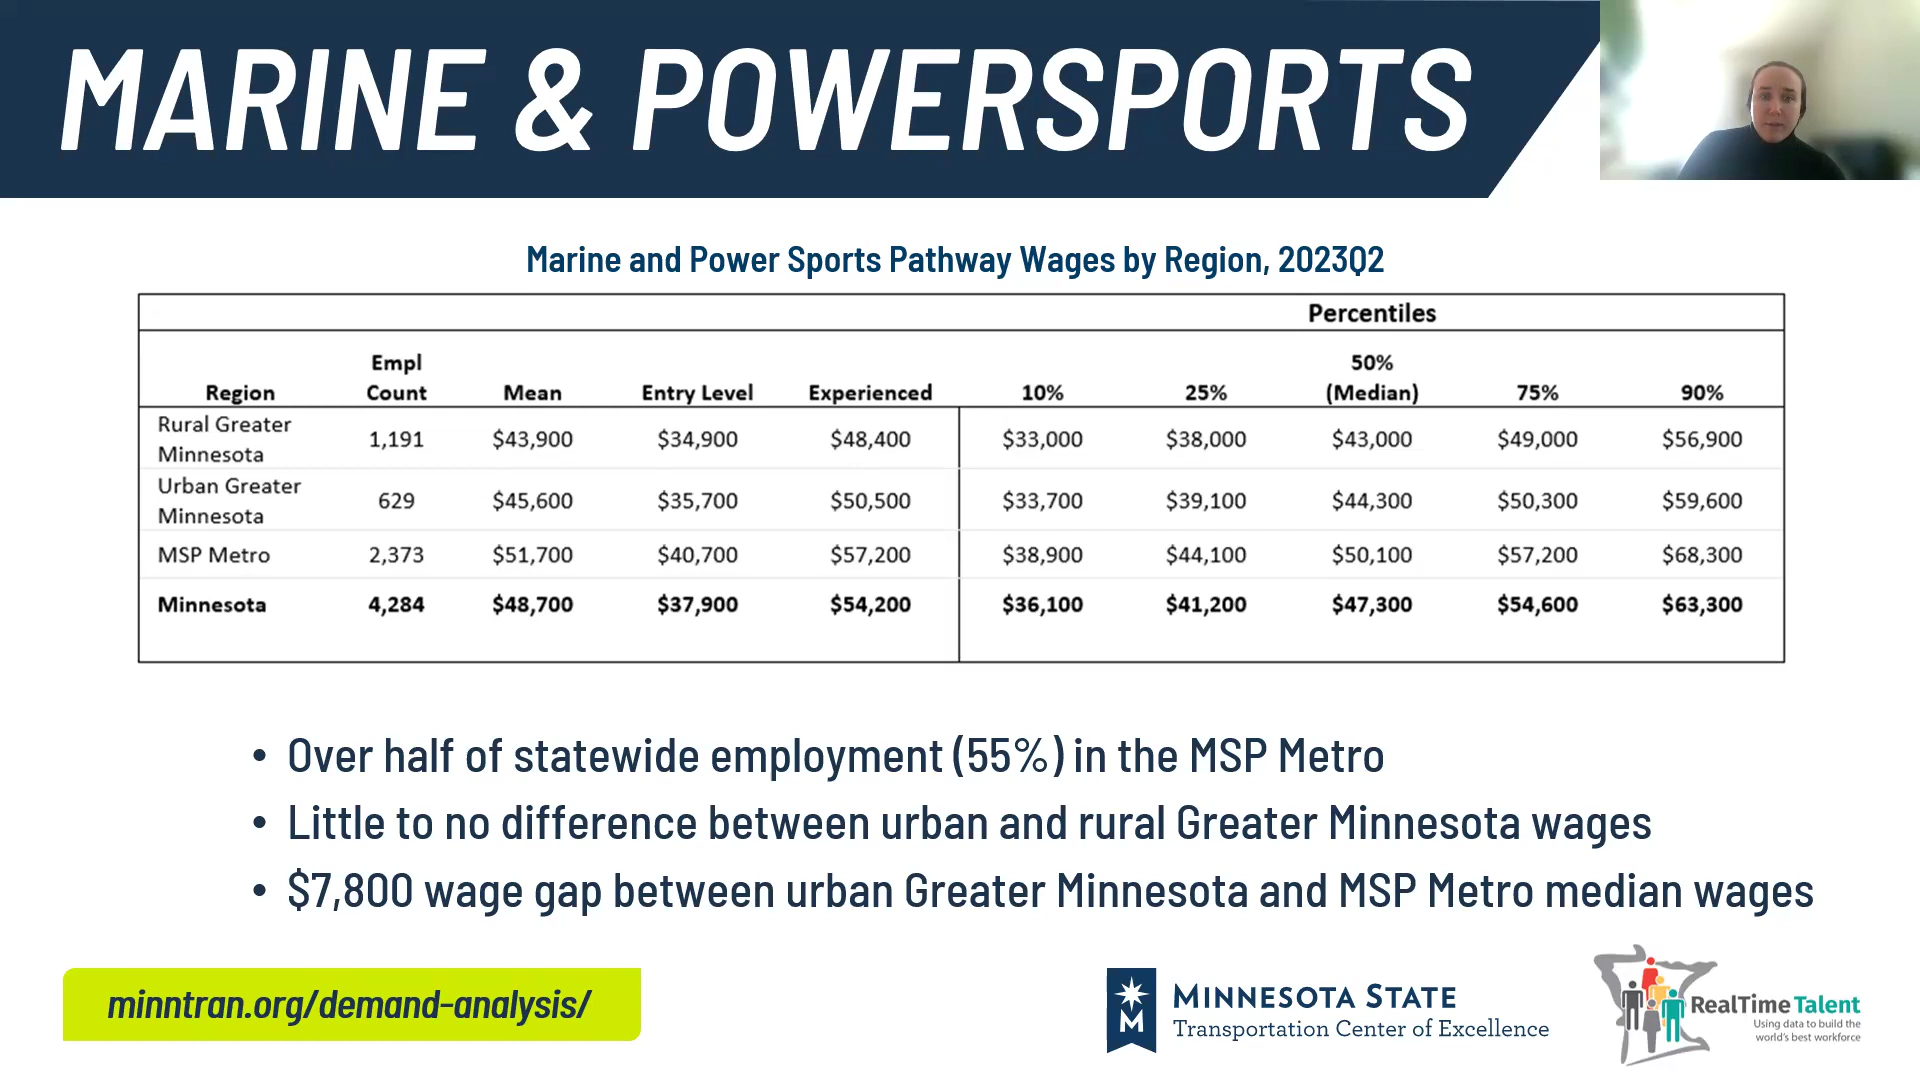 MARINE & POWERSPORTS
Marine and Power Sports Pathway Wages by Region, 2023Q2
Percentiles
Region Empl Count Mean Entry Level Experienced 10% 25% 50% (Median) 75% 90%
Rural Greater Minnesota 1,191 $43,900 $34,900 $48,400 $33,000 $38,000 $43,000 $49,000 $56,900
Urban Greater Minnesota 629 $45,600 $35,700 $50,500 $33,700 $39,100 $44,300 $50,300 $59,600
MSP Metro 2,373 $51,700 $40,700 $57,200 $38,900 $44,100 $50,100 $57,200 $68,300
Minnesota 4,284 $48,700 $37,900 $54,200 $36,100 $41,200 $47,300 $54,600 $63,300
• Over half of statewide employment (55%) in the MSP Metro
• Little to no difference between urban and rural Greater Minnesota wages
• $7,800 wage gap between urban Greater Minnesota and MSP Metro median wages
minntran.org/demand-analysis/
M
MINNESOTA STATE
Transportation Center of Excellence
RealTime Talent
Using data to build the
world's best workforce